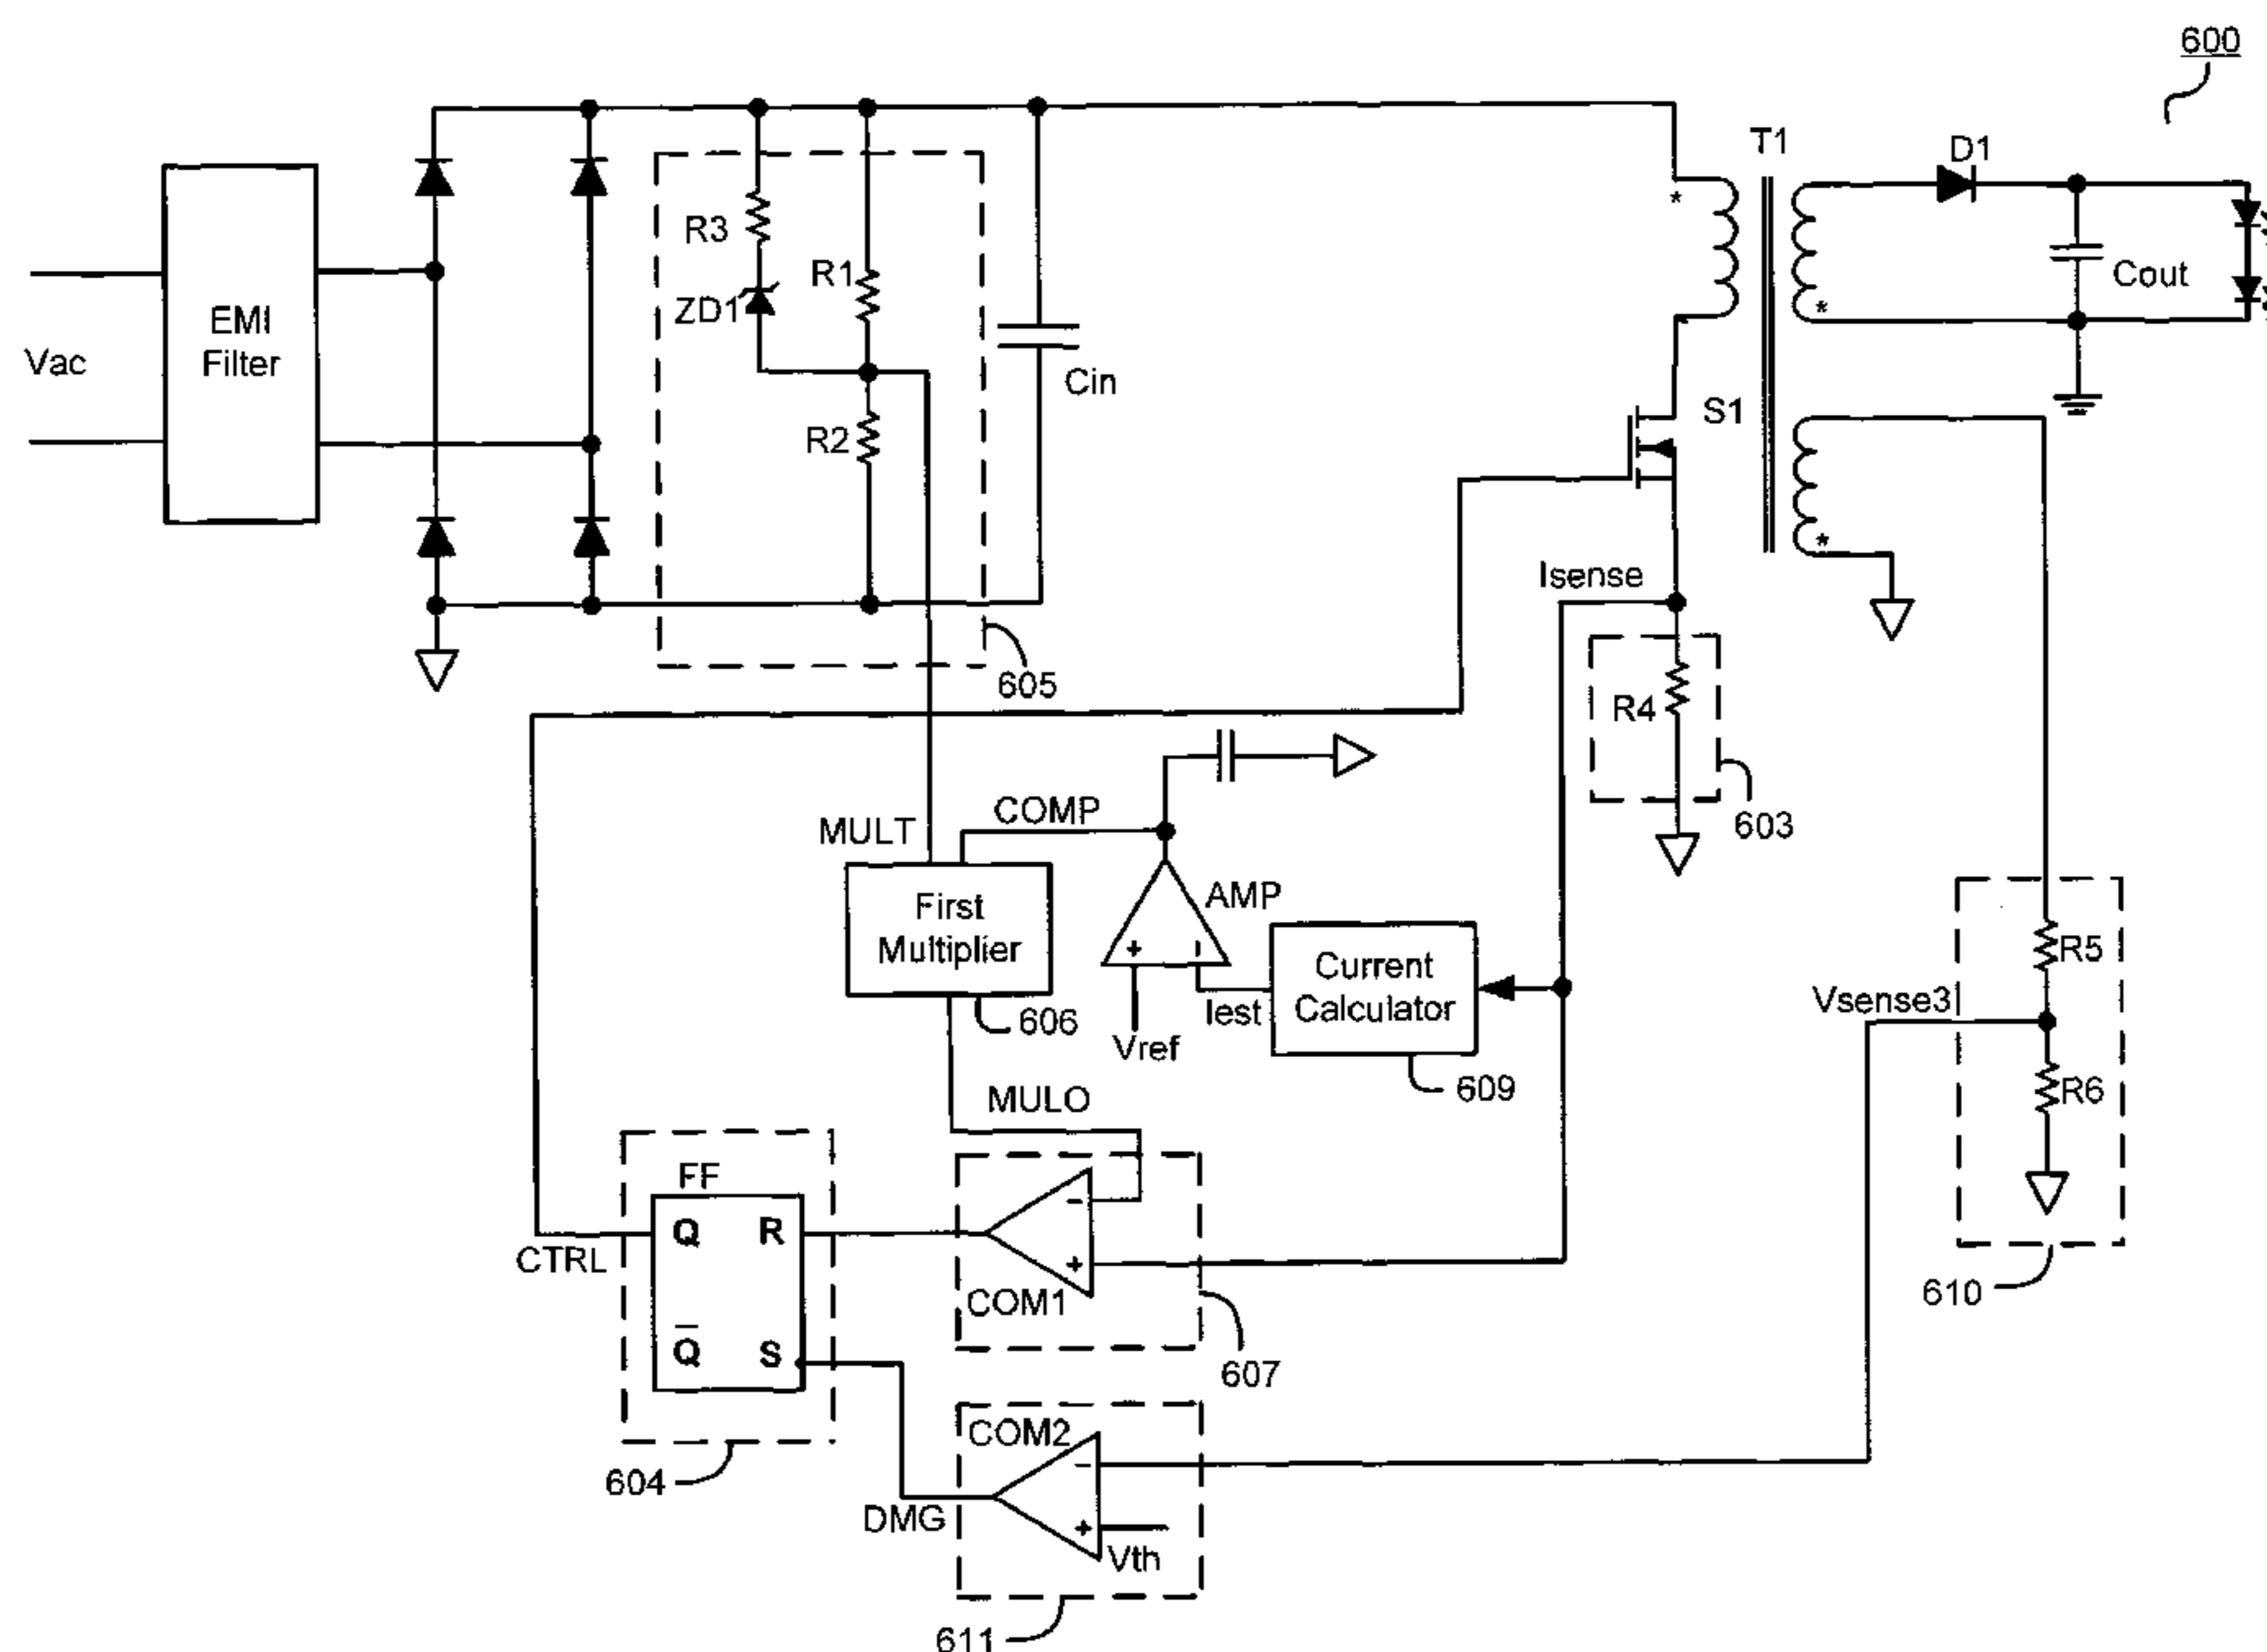 600
T1
D1
R3
R1
ZD1
EMI
Filter
Vac
Cout
Cin
R2
S1
Isense
605
R4
603
COMP
MULT
AMP
First
Multiplier
Current
Calculator
+
-
R5
Vsense3
Iest
606
Vref
609
R6
MULO
FF
Q
R
-
+
CTRL
COM1
610
Q
S
607
COM2
-
604
DMG
+
Vth
611
*
*
*